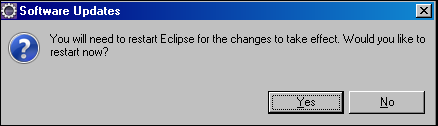 Software Updates
You will need to restart Eclipse for the changes to take effect. Would you like to
restart now?
Yes
No